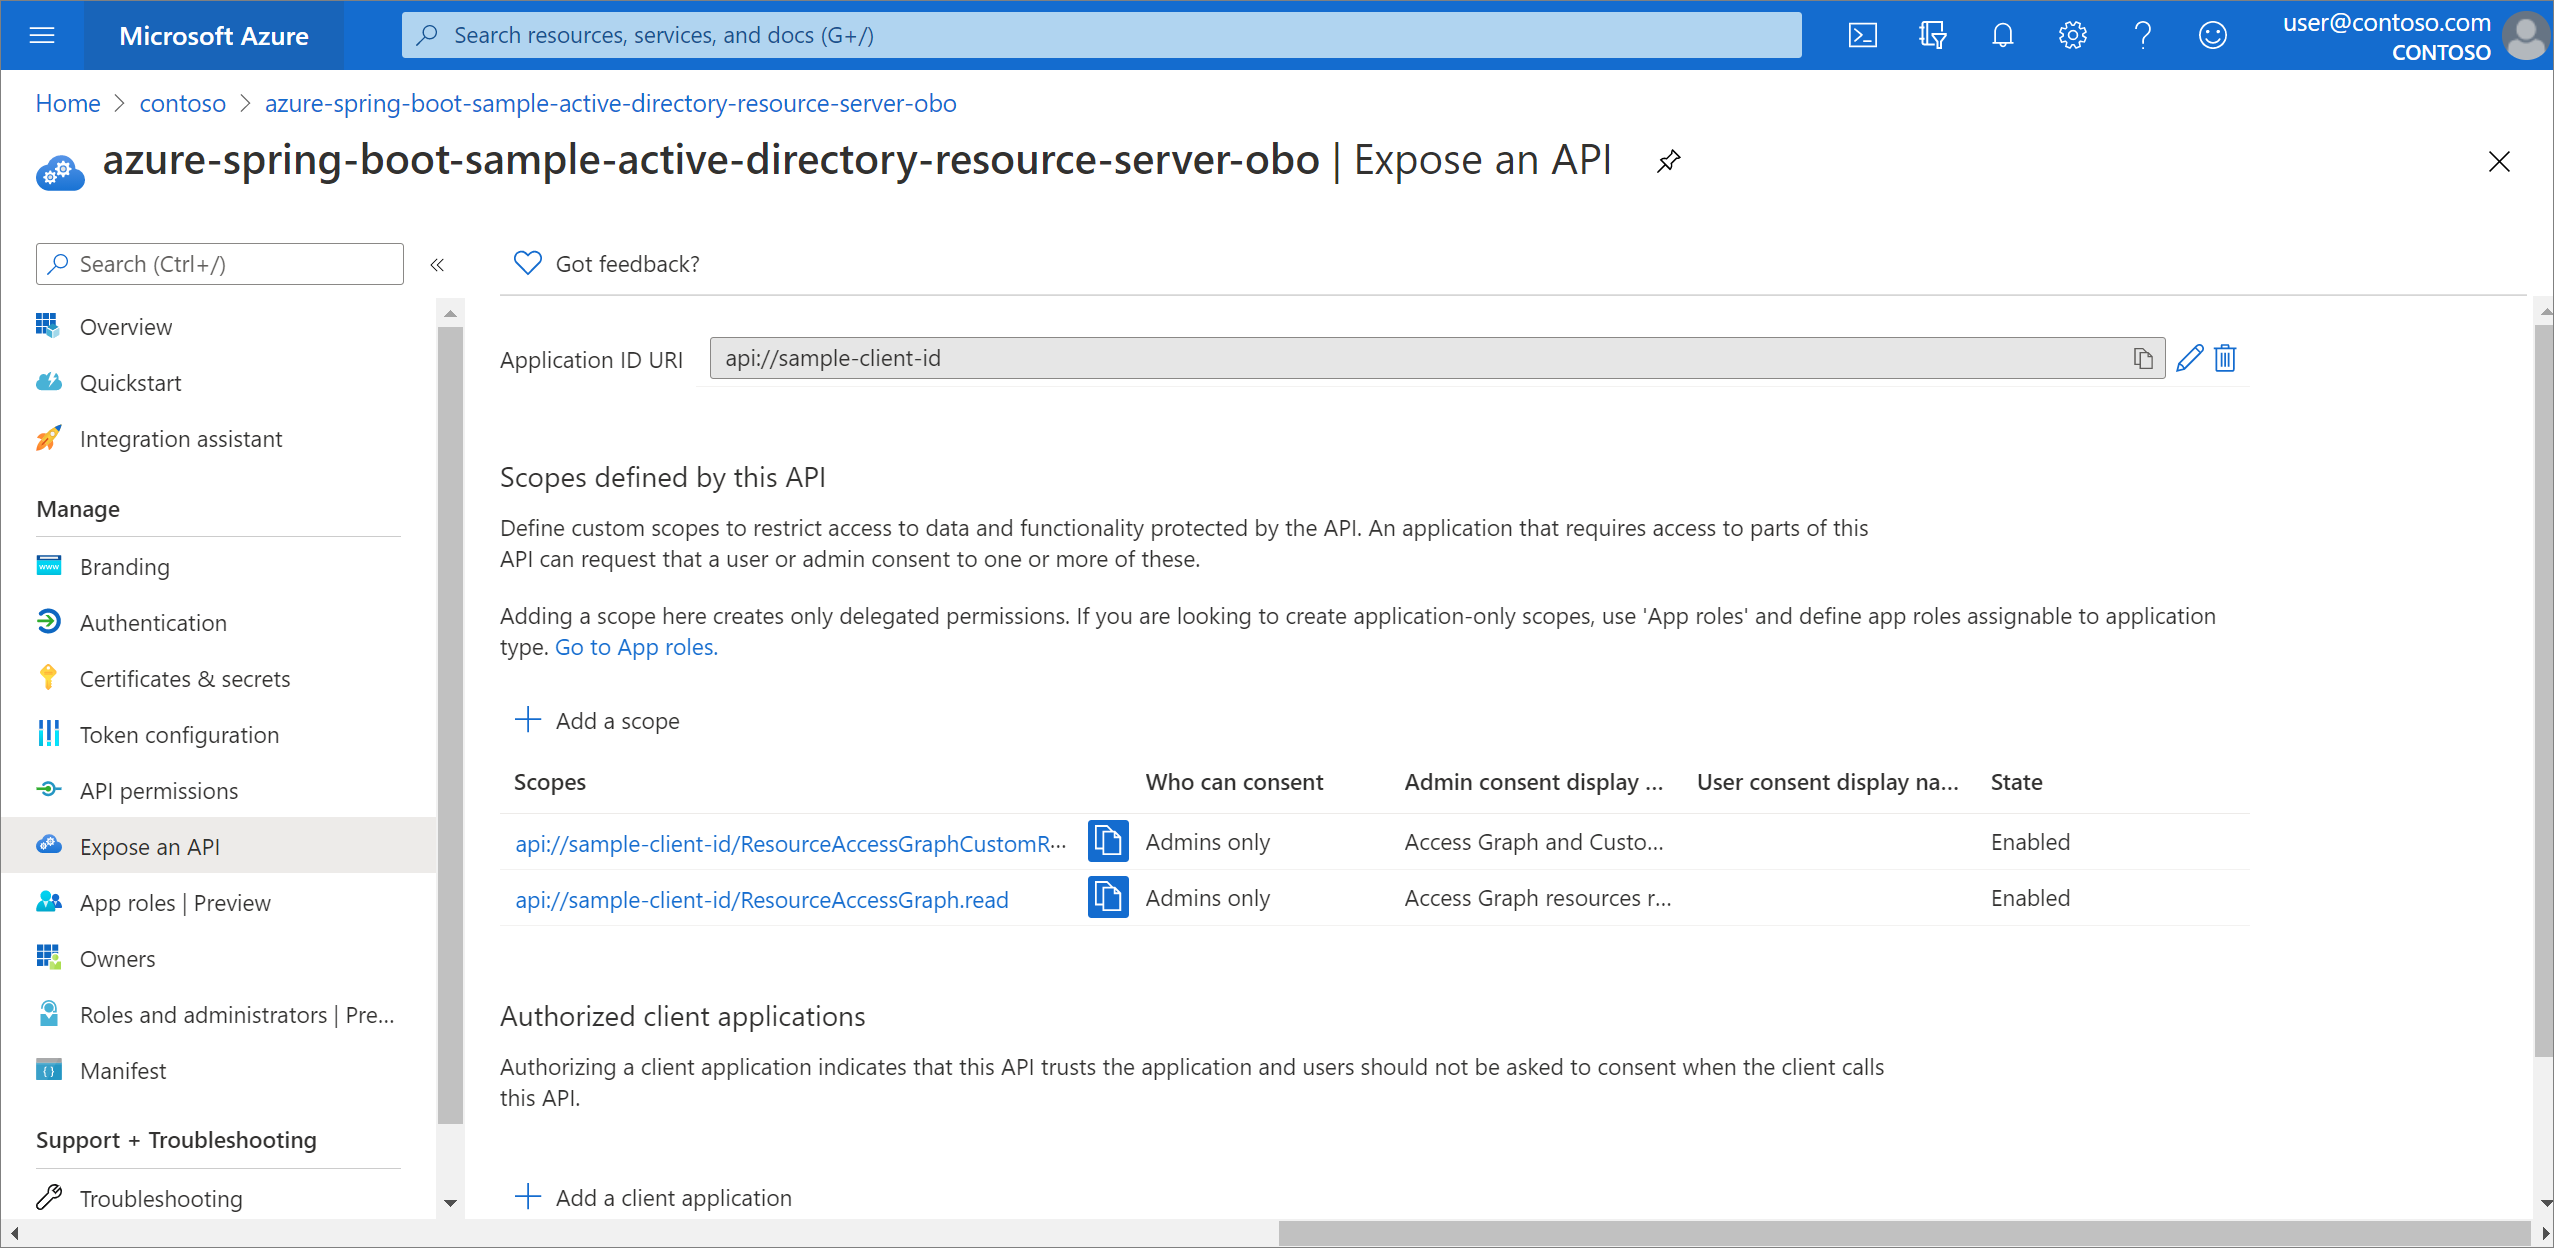 Microsoft Azure
Search resources, services, and docs (G+/)
user@contoso.com
CONTOSO
Home > contoso > azure-spring-boot-sample-active-directory-resource-server-obo
azure-spring-boot-sample-active-directory-resource-server-obo | Expose an API
Search (Ctrl+/)
«
Overview
Quickstart
Integration assistant
Manage
Branding
Authentication
Certificates & secrets
Token configuration
API permissions
Expose an API
App roles | Preview
Owners
Roles and administrators | Pre...
Manifest
Support + Troubleshooting
Troubleshooting
Got feedback?
Application ID URI
api://sample-client-id
Scopes defined by this API
Define custom scopes to restrict access to data and functionality protected by the API. An application that requires access to parts of this
API can request that a user or admin consent to one or more of these.
Adding a scope here creates only delegated permissions. If you are looking to create application-only scopes, use 'App roles' and define app roles assignable to application
type. Go to App roles.
Add a scope
Scopes Who can consent Admin consent display ... User consent display na... State
api://sample-client-id/ResourceAccessGraphCustomR... Admins only Access Graph and Custo... Enabled
api://sample-client-id/ResourceAccessGraph.read Admins only Access Graph resources r... Enabled
Authorized client applications
Authorizing a client application indicates that this API trusts the application and users should not be asked to consent when the client calls
this API.
Add a client application